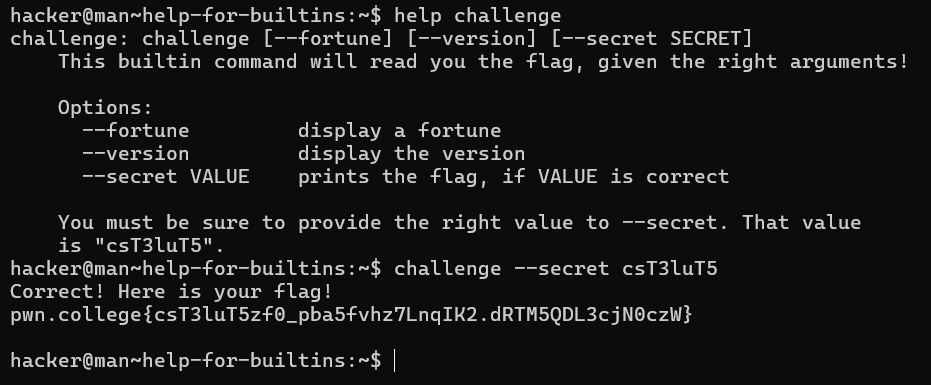 hacker@man~help-for-builtins:~$ help challenge
challenge: challenge [--fortune] [--version] [--secret SECRET]
    This builtin command will read you the flag, given the right arguments!

    Options:
      --fortune         display a fortune
      --version         display the version
      --secret VALUE    prints the flag, if VALUE is correct

    You must be sure to provide the right value to --secret. That value
    is "csT3luT5".
hacker@man~help-for-builtins:~$ challenge --secret csT3luT5
Correct! Here is your flag!
pwn.college{csT3luT5zf0_pba5fvhz7LnqIK2.dRTM5QDL3cjN0czW}

hacker@man~help-for-builtins:~$